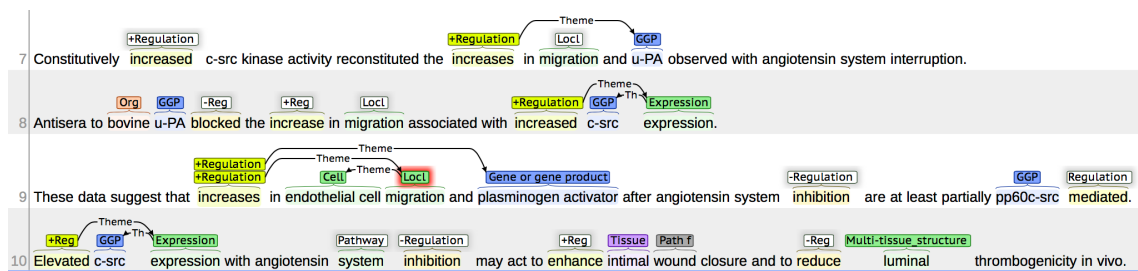 Theme
+Regulation +Regulation Locl GGP
7 Constitutively increased c-src kinase activity reconstituted the increases in migration and u-PA observed with angiotensin system interruption.
Theme
Th
Org GGP -Reg +Reg Locl +Regulation GGP Expression
8 Antisera to bovine u-PA blocked the increase in migration associated with increased c-src expression.
Theme
+Regulation Theme
+Regulation Cell Theme Locl Gene or gene product -Regulation GGP Regulation
9 These data suggest that increases in endothelial cell migration and plasminogen activator after angiotensin system inhibition are at least partially pp60c-src mediated.
Theme
+Reg GGP Th Expression Pathway -Regulation +Reg Tissue Path f -Reg Multi-tissue_structure
10 Elevated c-src expression with angiotensin system inhibition may act to enhance intimal wound closure and to reduce luminal thrombogenicity in vivo.